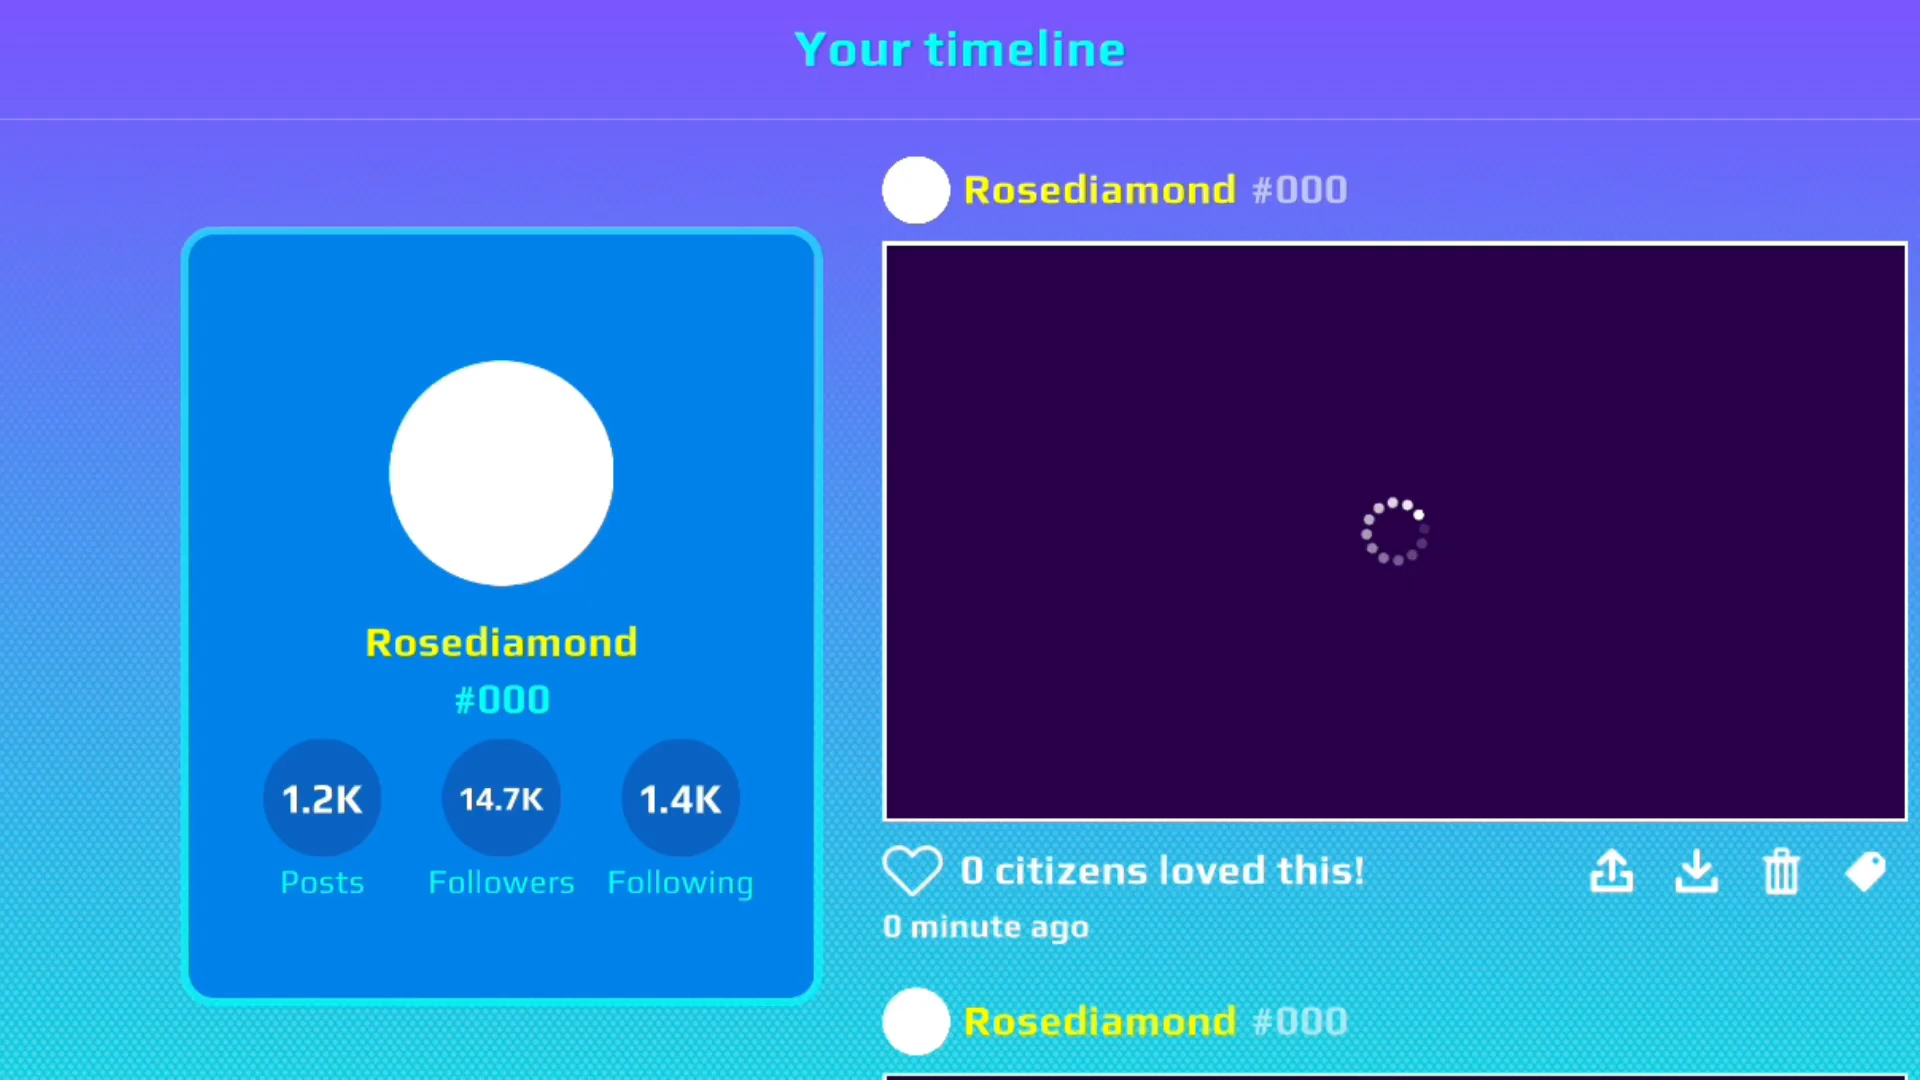 Your timeline
Rosediamond
#000
1.2K
14.7K
1.4K
Posts
Followers
Following
Rosediamond #000
0 citizens loved this!
0 minute ago
Rosediamond #000